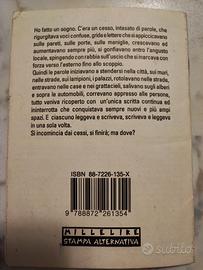 Ho fatto un sogno. C'era un cesso, intasato di parole, che
rigurgitava voci confuse, grida e lettere che si appiccicavano
sulle pareti, sulle porte, sulle maniglie, crescevano ed
aumentavano sempre più, si gonfiavano entro l'angusto
locale, spingendo con rabbia sull'uscio che si marcava con
forza verso l'esterno fino allo scoppio.
Quindi le parole iniziavano a stendersi nella città, sui muri,
nelle strade, sui lampioni, i palazzi, rotolavano nelle strade,
entravano nelle case e nei grattacieli, salivano sugli alberi
e sopra le automobili, correvano appresso alle persone,
tutto veniva ricoperto con un'unica scritta continua ed
ininterrotta che conquistava sempre nuovi spazi e più ampi.
E ciascuno leggeva e scriveva, scriveva e leggeva in
una sola volta.
Si incomincia dai cessi, si finirà; ma dove?
ISBN 88-7226-135-X
9 788872 261354
MILLELIRE
STAMPA ALTERNATIVA
subito